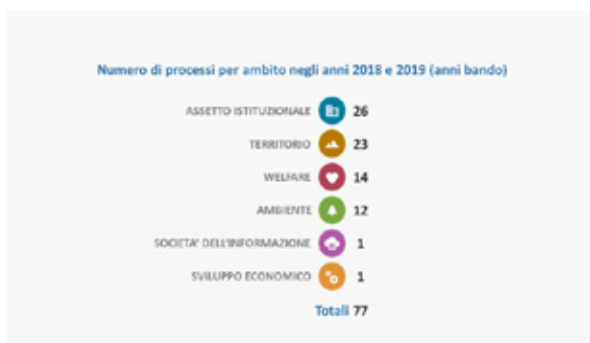 Numero di processi per ambito negli anni 2018 e 2019 (anni bando)
ASSETTO ISTITUZIONALE 26
TERRITORIO 23
WELFARE 14
AMBIENTE 12
SOCIETA' DELL'INFORMAZIONE 1
SVILUPPO ECONOMICO 1
Totali 77